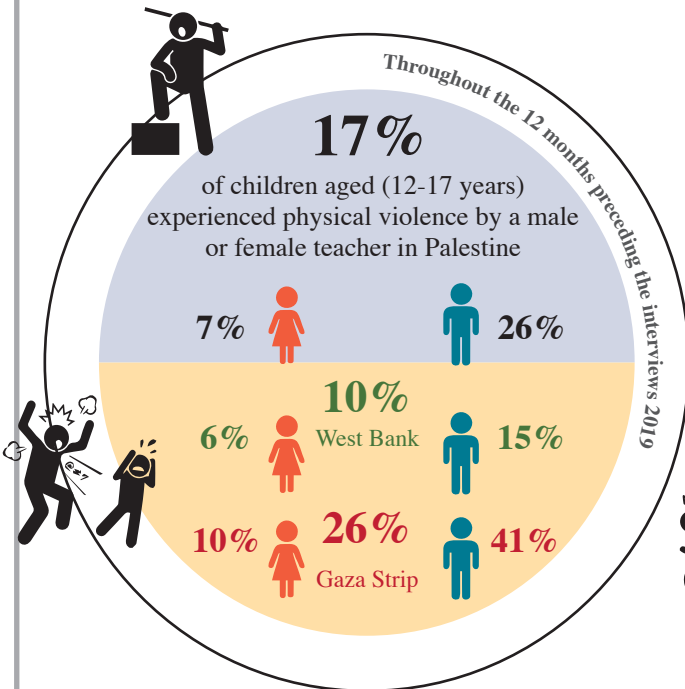 Throughout the 12 months preceding the interviews 2019
17%
of children aged (12-17 years)
experienced physical violence by a male
or female teacher in Palestine
7%
26%
10%
West Bank
6%
15%
26%
Gaza Strip
10%
41%
@#?